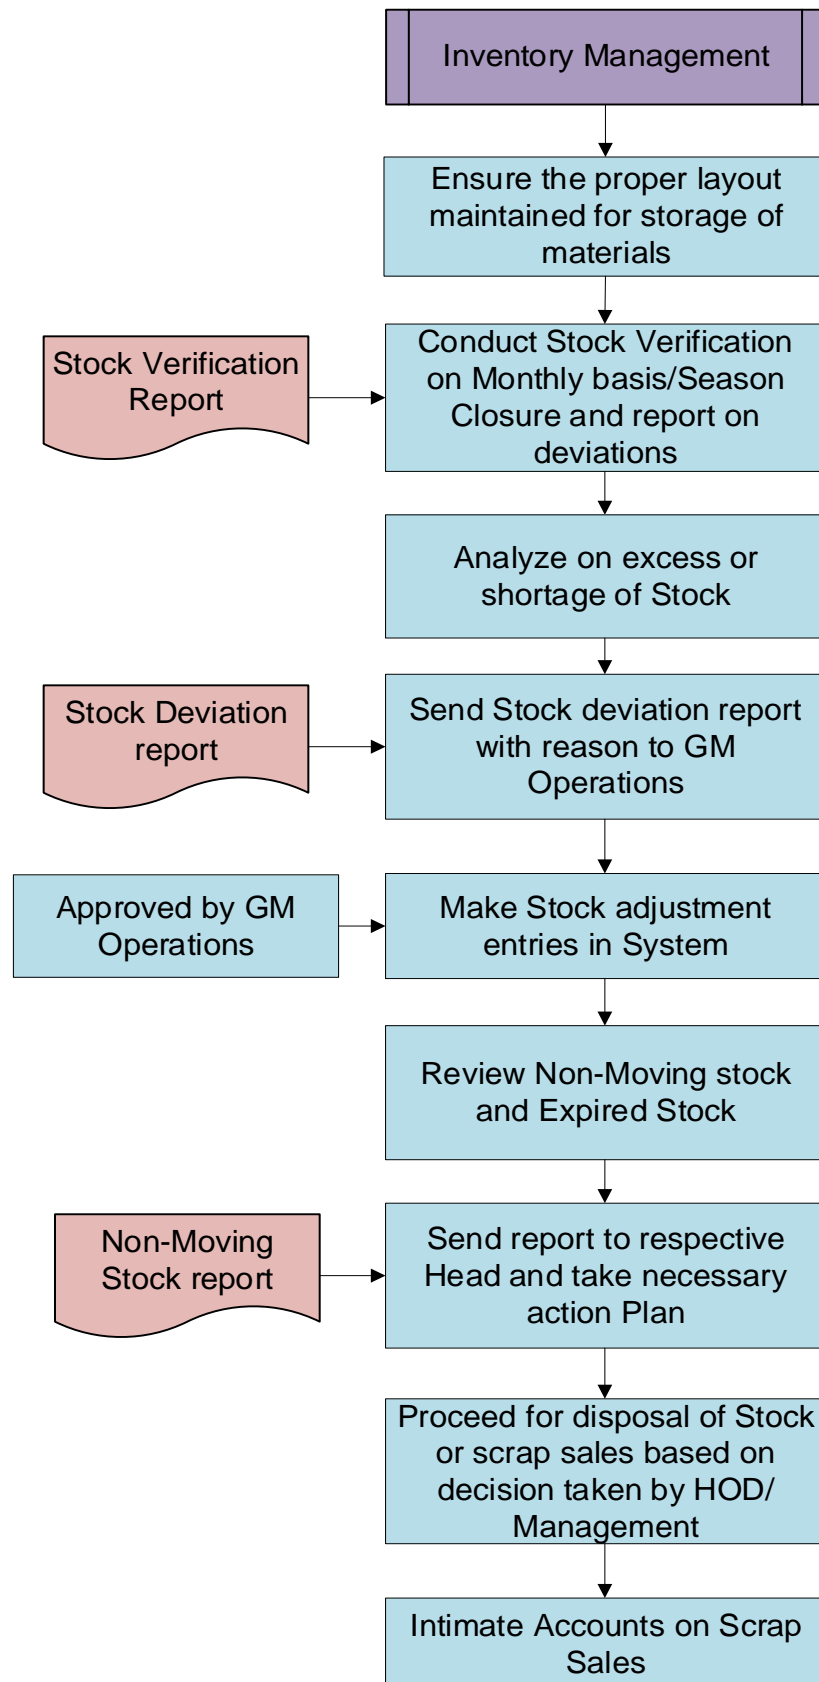 Inventory Management
Ensure the proper layout
maintained for storage of
materials
Stock Verification
Report
Conduct Stock Verification
on Monthly basis/Season
Closure and report on
deviations
Analyze on excess or
shortage of Stock
Stock Deviation
report
Send Stock deviation report
with reason to GM
Operations
Approved by GM
Operations
Make Stock adjustment
entries in System
Review Non-Moving stock
and Expired Stock
Non-Moving
Stock report
Send report to respective
Head and take necessary
action Plan
Proceed for disposal of Stock
or scrap sales based on
decision taken by HOD/
Management
Intimate Accounts on Scrap
Sales